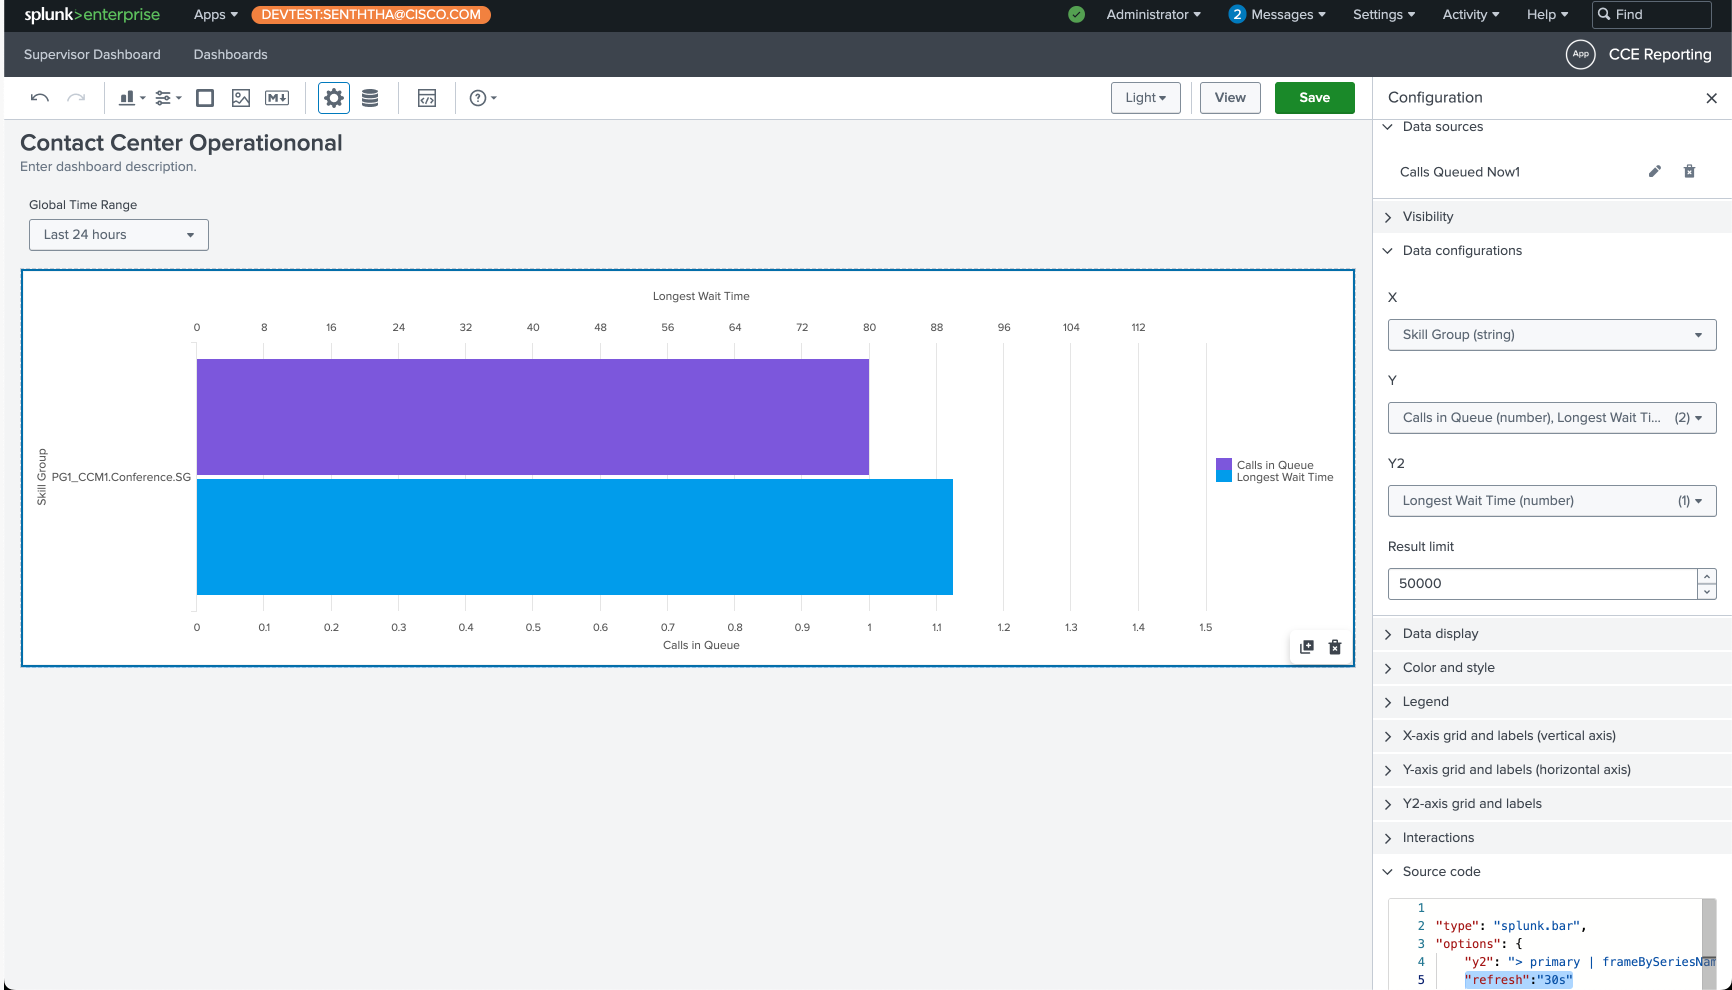 splunk>enterprise Apps DEVTEST:SENTHTHA@CISCO.COM Administrator 2 Messages Settings Activity Help Find
Supervisor Dashboard Dashboards App CCE Reporting
M Light View Save
Configuration
Contact Center Operationonal
Enter dashboard description.
Global Time Range
Last 24 hours
Longest Wait Time
0 8 16 24 32 40 48 56 64 72 80 88 96 104 112
Skill Group
PG1_CCM1.Conference.SG
Calls in Queue
Longest Wait Time
0 0.1 0.2 0.3 0.4 0.5 0.6 0.7 0.8 0.9 1 1.1 1.2 1.3 1.4 1.5
Calls in Queue
Data sources
Calls Queued Now1
Visibility
Data configurations
X
Skill Group (string)
Y
Calls in Queue (number), Longest Wait Ti... (2)
Y2
Longest Wait Time (number) (1)
Result limit
50000
Data display
Color and style
Legend
X-axis grid and labels (vertical axis)
Y-axis grid and labels (horizontal axis)
Y2-axis grid and labels
Interactions
Source code
1
2 "type": "splunk.bar",
3 "options": {
4 "y2": "> primary | frameBySeriesNam
5 "refresh":"30s"